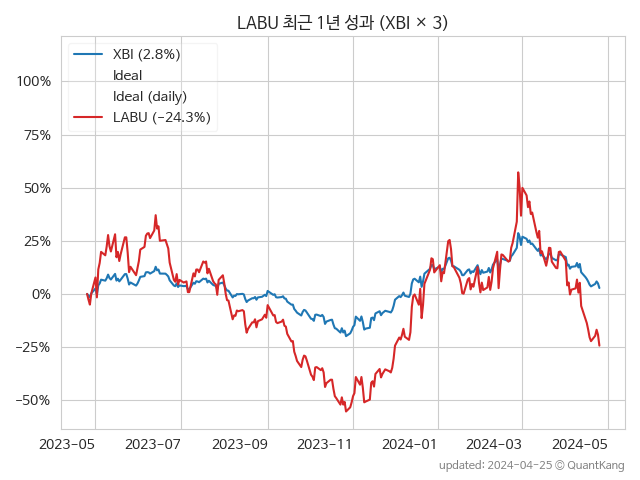 LABU 최근 1년 성과 (XBI × 3)
XBI (2.8%)
Ideal
Ideal (daily)
LABU (−24.3%)
100%
75%
50%
25%
0%
−25%
−50%
2023-05 2023-07 2023-09 2023-11 2024-01 2024-03 2024-05
updated: 2024-04-25 © QuantKang